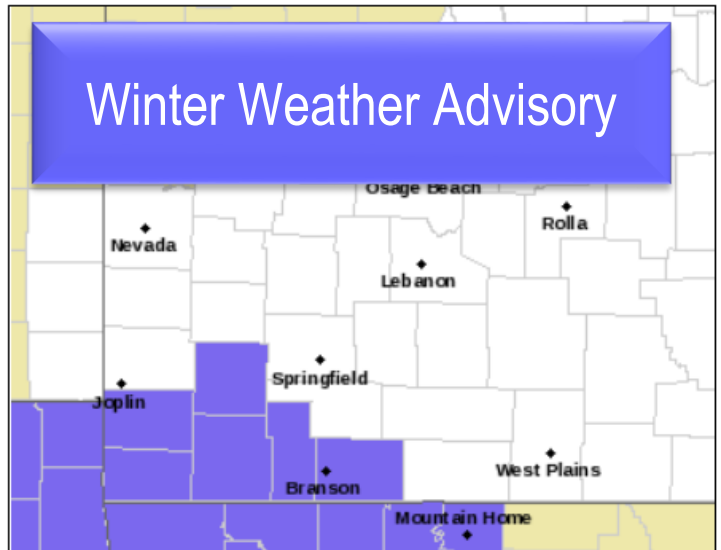 Winter Weather Advisory
Osage Beach
Rolla
Nevada
Lebanon
Springfield
Joplin
West Plains
Branson
Mountain Home